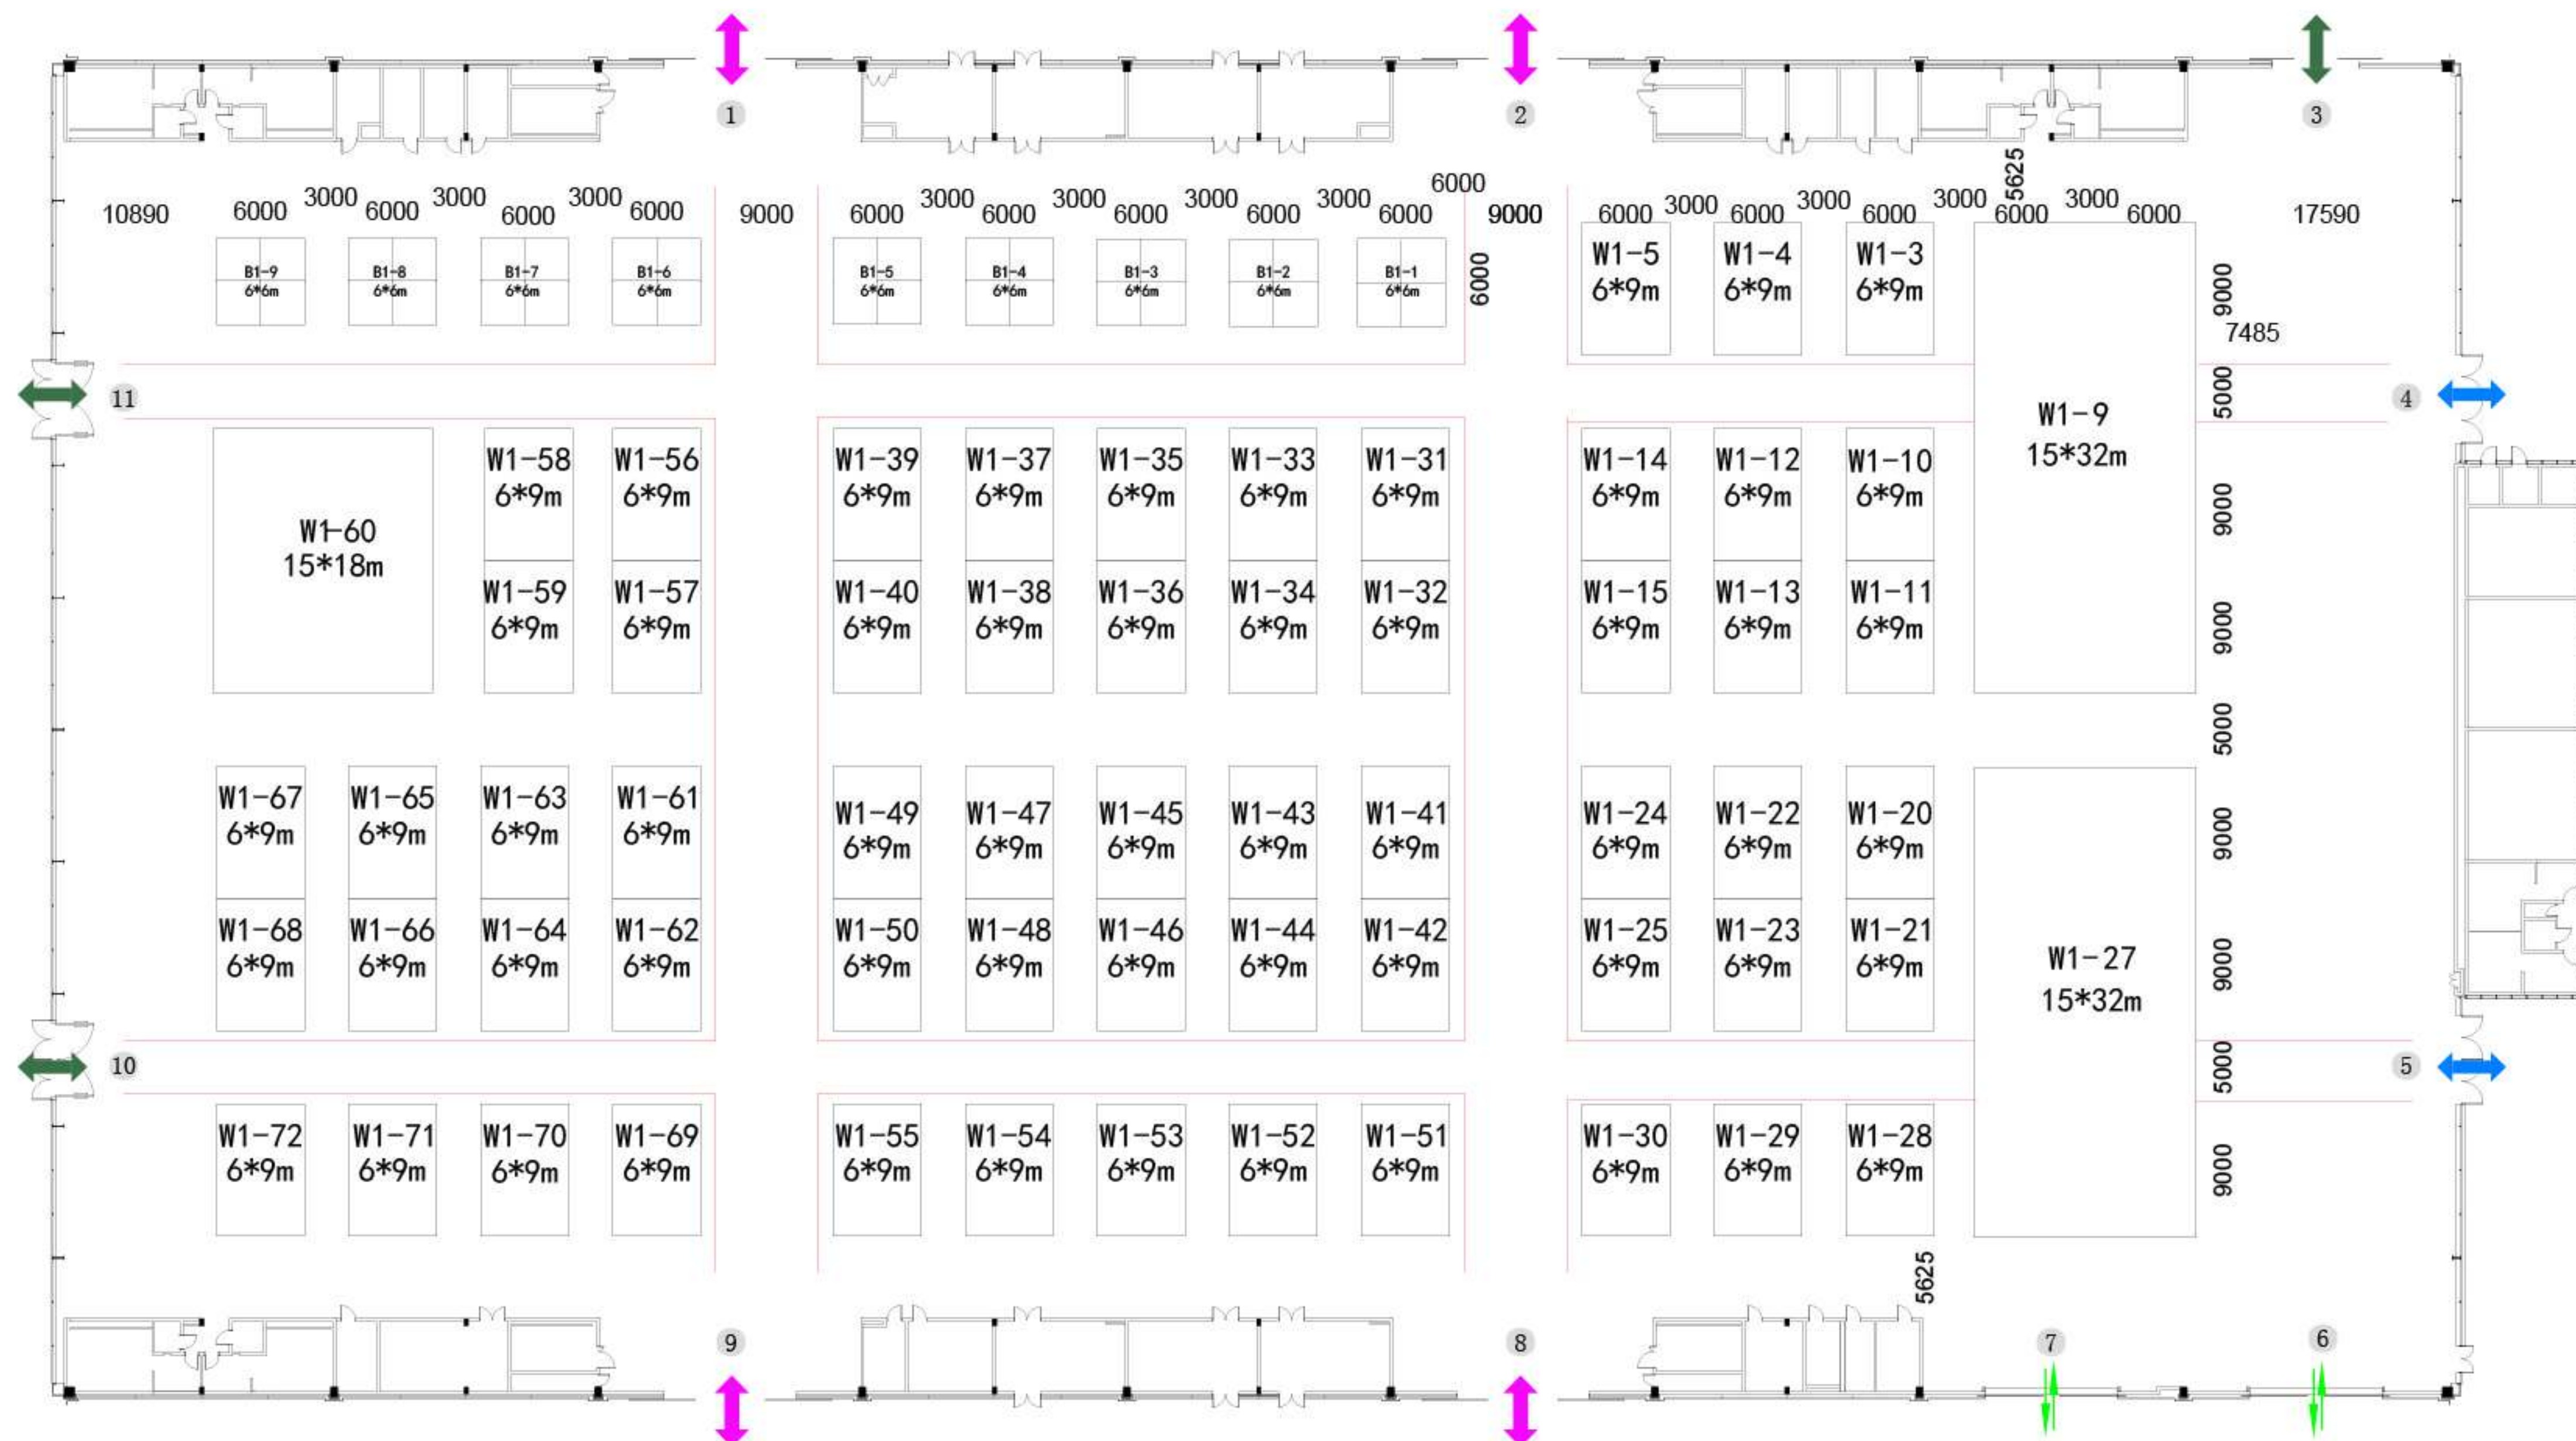 1
2
3
5625
10890
6000
3000
6000
3000
6000
3000
6000
9000
6000
3000
6000
3000
6000
3000
6000
3000
6000
6000
9000
6000
3000
6000
3000
6000
3000
6000
3000
6000
17590
B1-9
6*6m
B1-8
6*6m
B1-7
6*6m
B1-6
6*6m
B1-5
6*6m
B1-4
6*6m
B1-3
6*6m
B1-2
6*6m
B1-1
6*6m
6000
W1-5
6*9m
W1-4
6*9m
W1-3
6*9m
9000
7485
11
5000
4
W1-9
15*32m
W1-60
15*18m
W1-58
6*9m
W1-56
6*9m
W1-39
6*9m
W1-37
6*9m
W1-35
6*9m
W1-33
6*9m
W1-31
6*9m
W1-14
6*9m
W1-12
6*9m
W1-10
6*9m
9000
W1-59
6*9m
W1-57
6*9m
W1-40
6*9m
W1-38
6*9m
W1-36
6*9m
W1-34
6*9m
W1-32
6*9m
W1-15
6*9m
W1-13
6*9m
W1-11
6*9m
9000
5000
W1-67
6*9m
W1-65
6*9m
W1-63
6*9m
W1-61
6*9m
W1-49
6*9m
W1-47
6*9m
W1-45
6*9m
W1-43
6*9m
W1-41
6*9m
W1-24
6*9m
W1-22
6*9m
W1-20
6*9m
9000
W1-68
6*9m
W1-66
6*9m
W1-64
6*9m
W1-62
6*9m
W1-50
6*9m
W1-48
6*9m
W1-46
6*9m
W1-44
6*9m
W1-42
6*9m
W1-25
6*9m
W1-23
6*9m
W1-21
6*9m
W1-27
15*32m
9000
10
5000
5
W1-72
6*9m
W1-71
6*9m
W1-70
6*9m
W1-69
6*9m
W1-55
6*9m
W1-54
6*9m
W1-53
6*9m
W1-52
6*9m
W1-51
6*9m
W1-30
6*9m
W1-29
6*9m
W1-28
6*9m
9000
5625
9
8
7
6